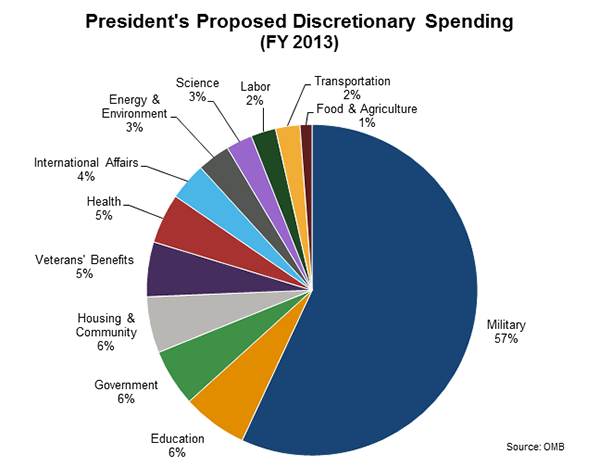 President's Proposed Discretionary Spending
(FY 2013)
Science
3%
Labor
2%
Transportation
2%
Food & Agriculture
1%
Energy &
Environment
3%
International Affairs
4%
Health
5%
Veterans' Benefits
5%
Housing &
Community
6%
Government
6%
Education
6%
Military
57%
Source: OMB